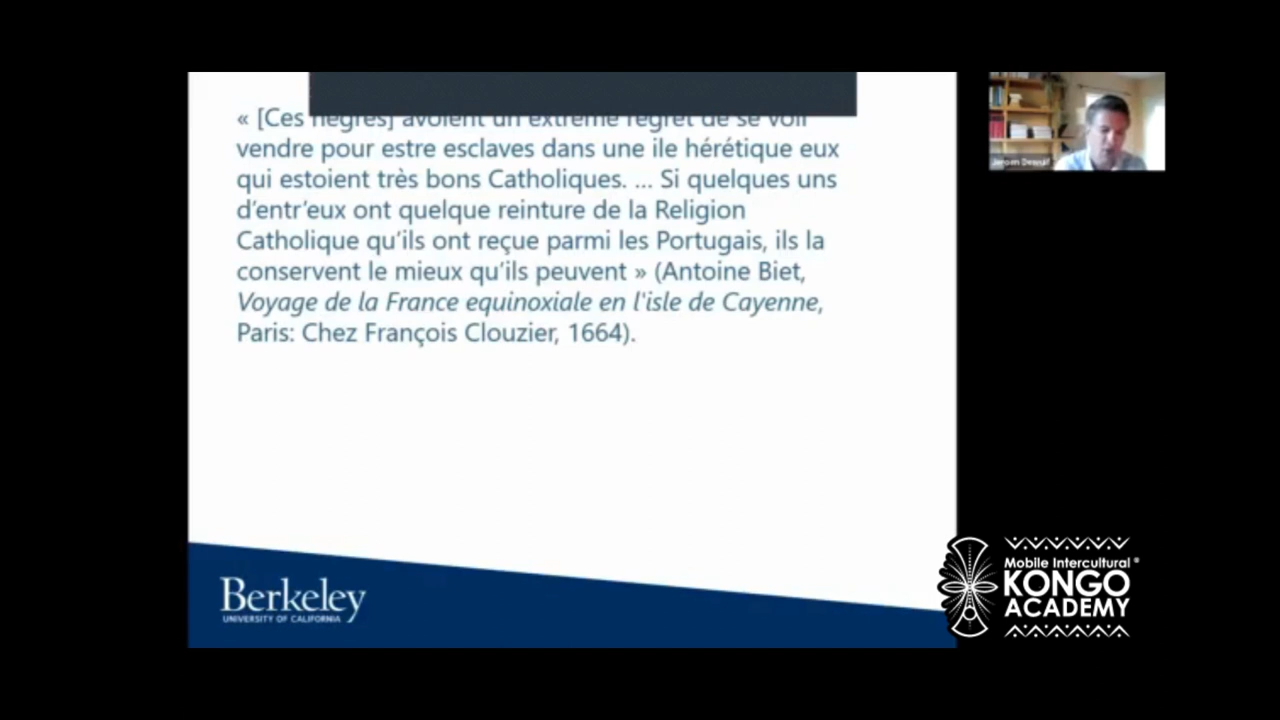 « [Ces nègres] avoient un extrême regret de se voir
vendre pour estre esclaves dans une ile hérétique eux
qui estoient très bons Catholiques. ... Si quelques uns
d'entr'eux ont quelque reinture de la Religion
Catholique qu'ils ont reçue parmi les Portugais, ils la
conservent le mieux qu'ils peuvent » (Antoine Biet,
Voyage de la France equinoxiale en l'isle de Cayenne,
Paris: Chez François Clouzier, 1664).
Berkeley
UNIVERSITY OF CALIFORNIA
Mobile Intercultural ®
KONGO
ACADEMY